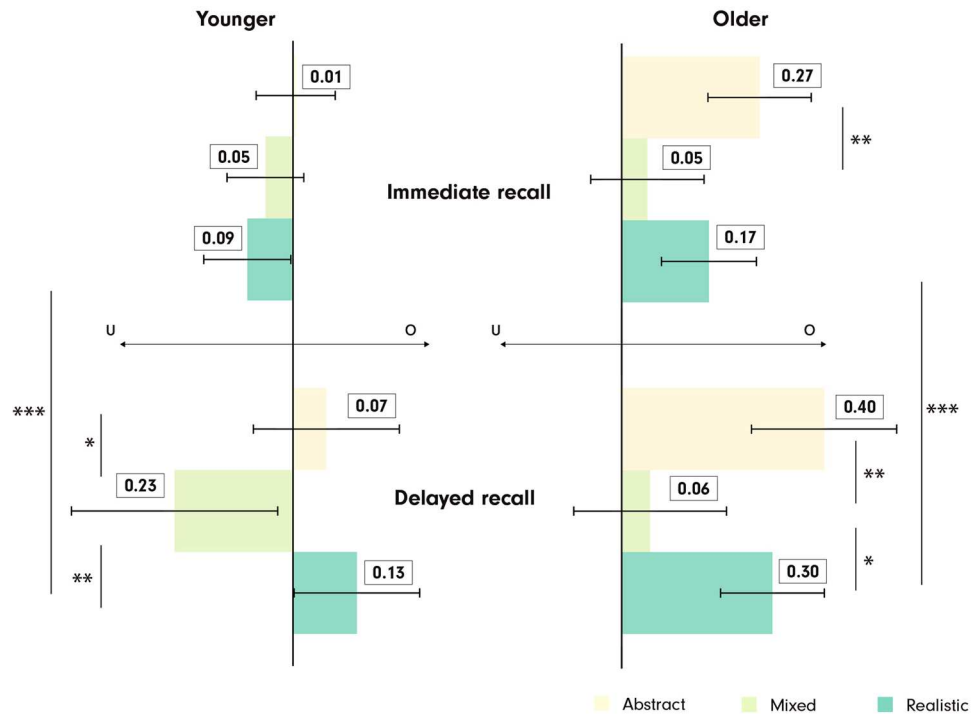 Younger
Older
0.01
0.27
**
0.05
0.05
Immediate recall
0.09
0.17
U
O
U
O
***
0.07
0.40
***
*
**
0.23
0.06
Delayed recall
**
0.13
0.30
*
Abstract
Mixed
Realistic